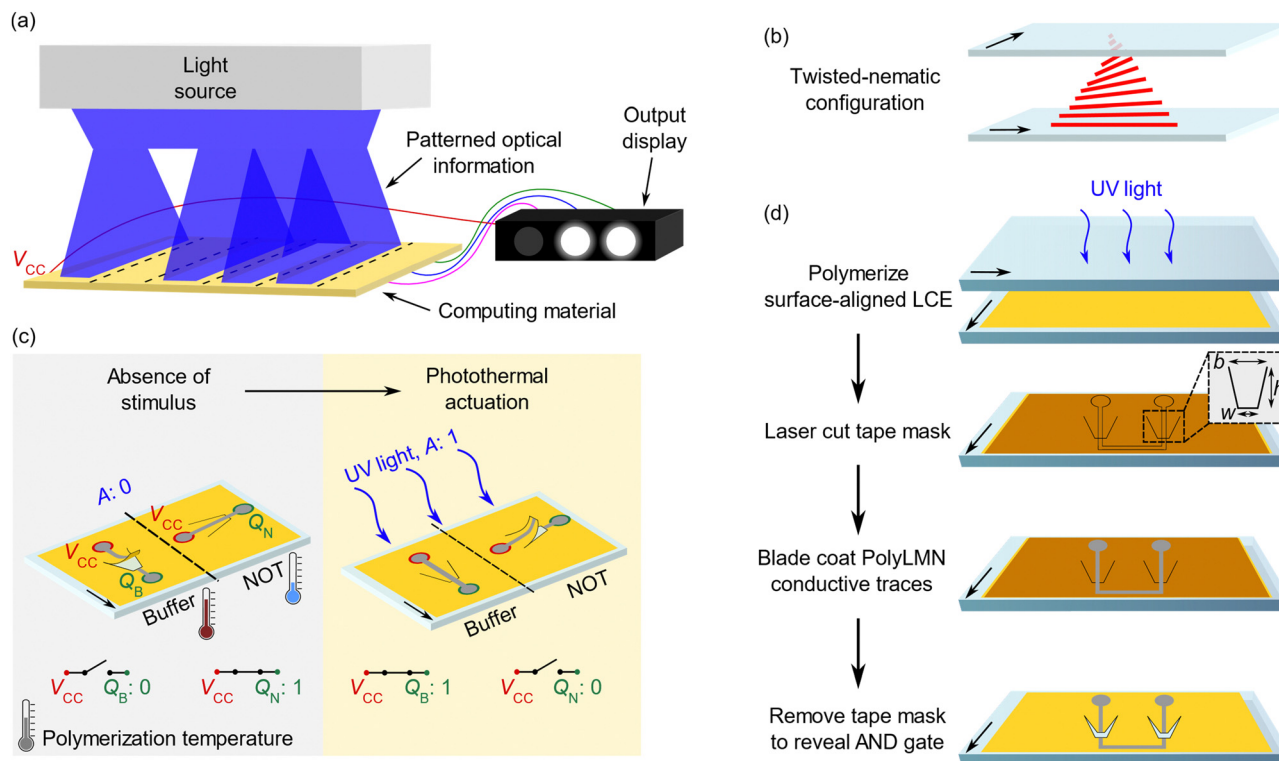 (a)
Light
source
Patterned optical
information
Output
display
VCC
Computing material
(b)
Twisted-nematic
configuration
(c)
Absence of
stimulus
Photothermal
actuation
A: 0
VCC
QN
VCC
QB
Buffer
NOT
UV light, A: 1
Buffer
NOT
VCC QB: 0
VCC QN: 1
VCC QB: 1
VCC QN: 0
Polymerization temperature
(d)
UV light
Polymerize
surface-aligned LCE
b
h
w
Laser cut tape mask
Blade coat PolyLMN
conductive traces
Remove tape mask
to reveal AND gate